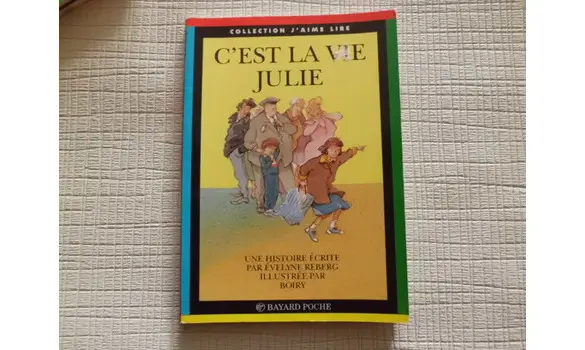 COLLECTION J'AIME LIRE
C'EST LA VIE
JULIE
UNE HISTOIRE ÉCRITE
PAR ÉVELYNE REBERG
ILLUSTRÉE PAR
BOIRY
BAYARD POCHE